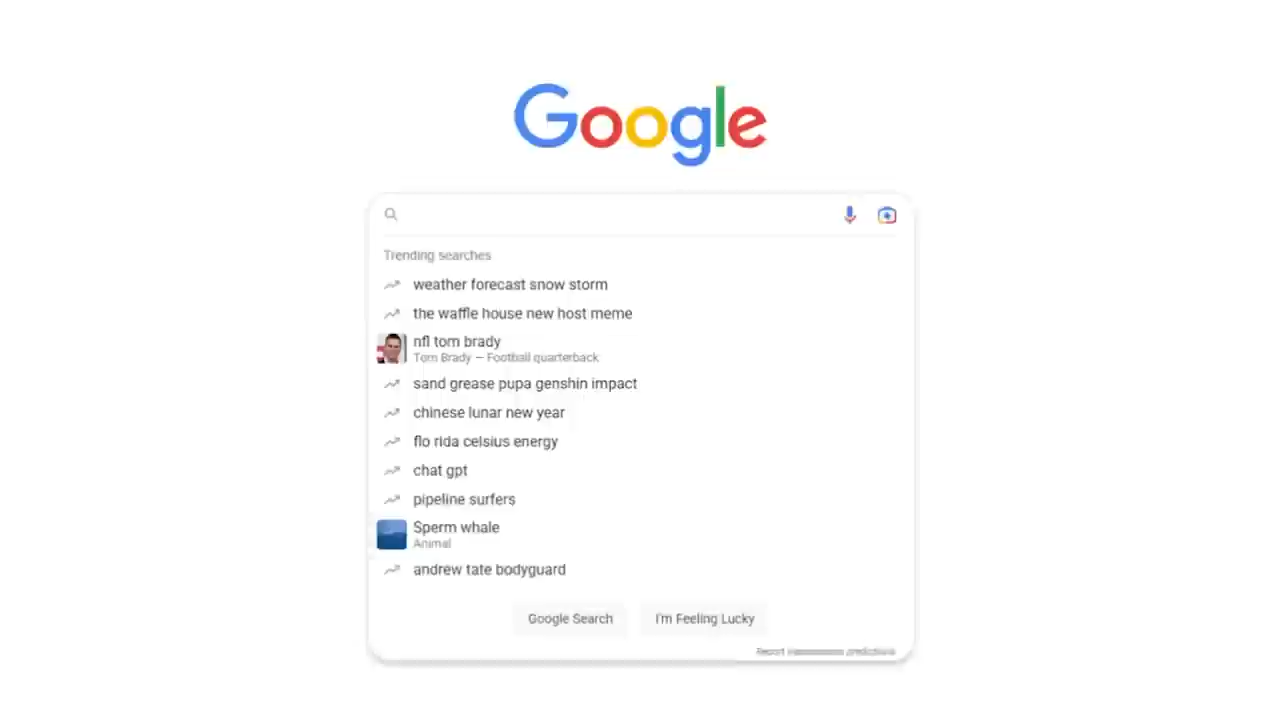 Google
Trending searches
weather forecast snow storm
the waffle house new host meme
nfl tom brady
Tom Brady — Football quarterback
sand grease pupa genshin impact
chinese lunar new year
flo rida celsius energy
chat gpt
pipeline surfers
Sperm whale
Animal
andrew tate bodyguard
Google Search I'm Feeling Lucky
Report predictions